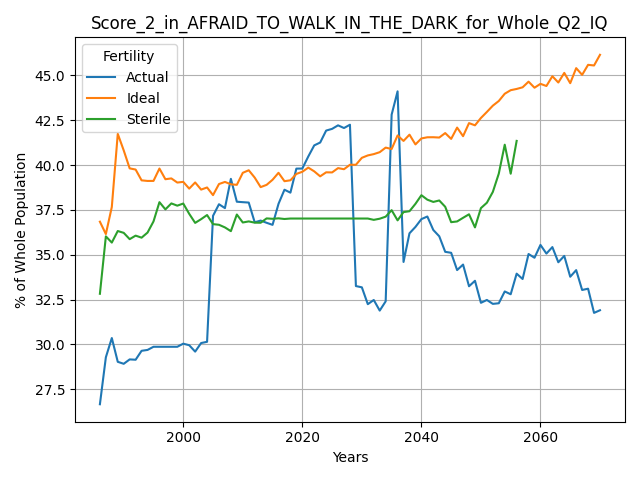 Score_2_in_AFRAID_TO_WALK_IN_THE_DARK_for_Whole_Q2_IQ
Fertility
Actual
Ideal
Sterile
% of Whole Population
45.0
42.5
40.0
37.5
35.0
32.5
30.0
27.5
2000
2020
2040
2060
Years